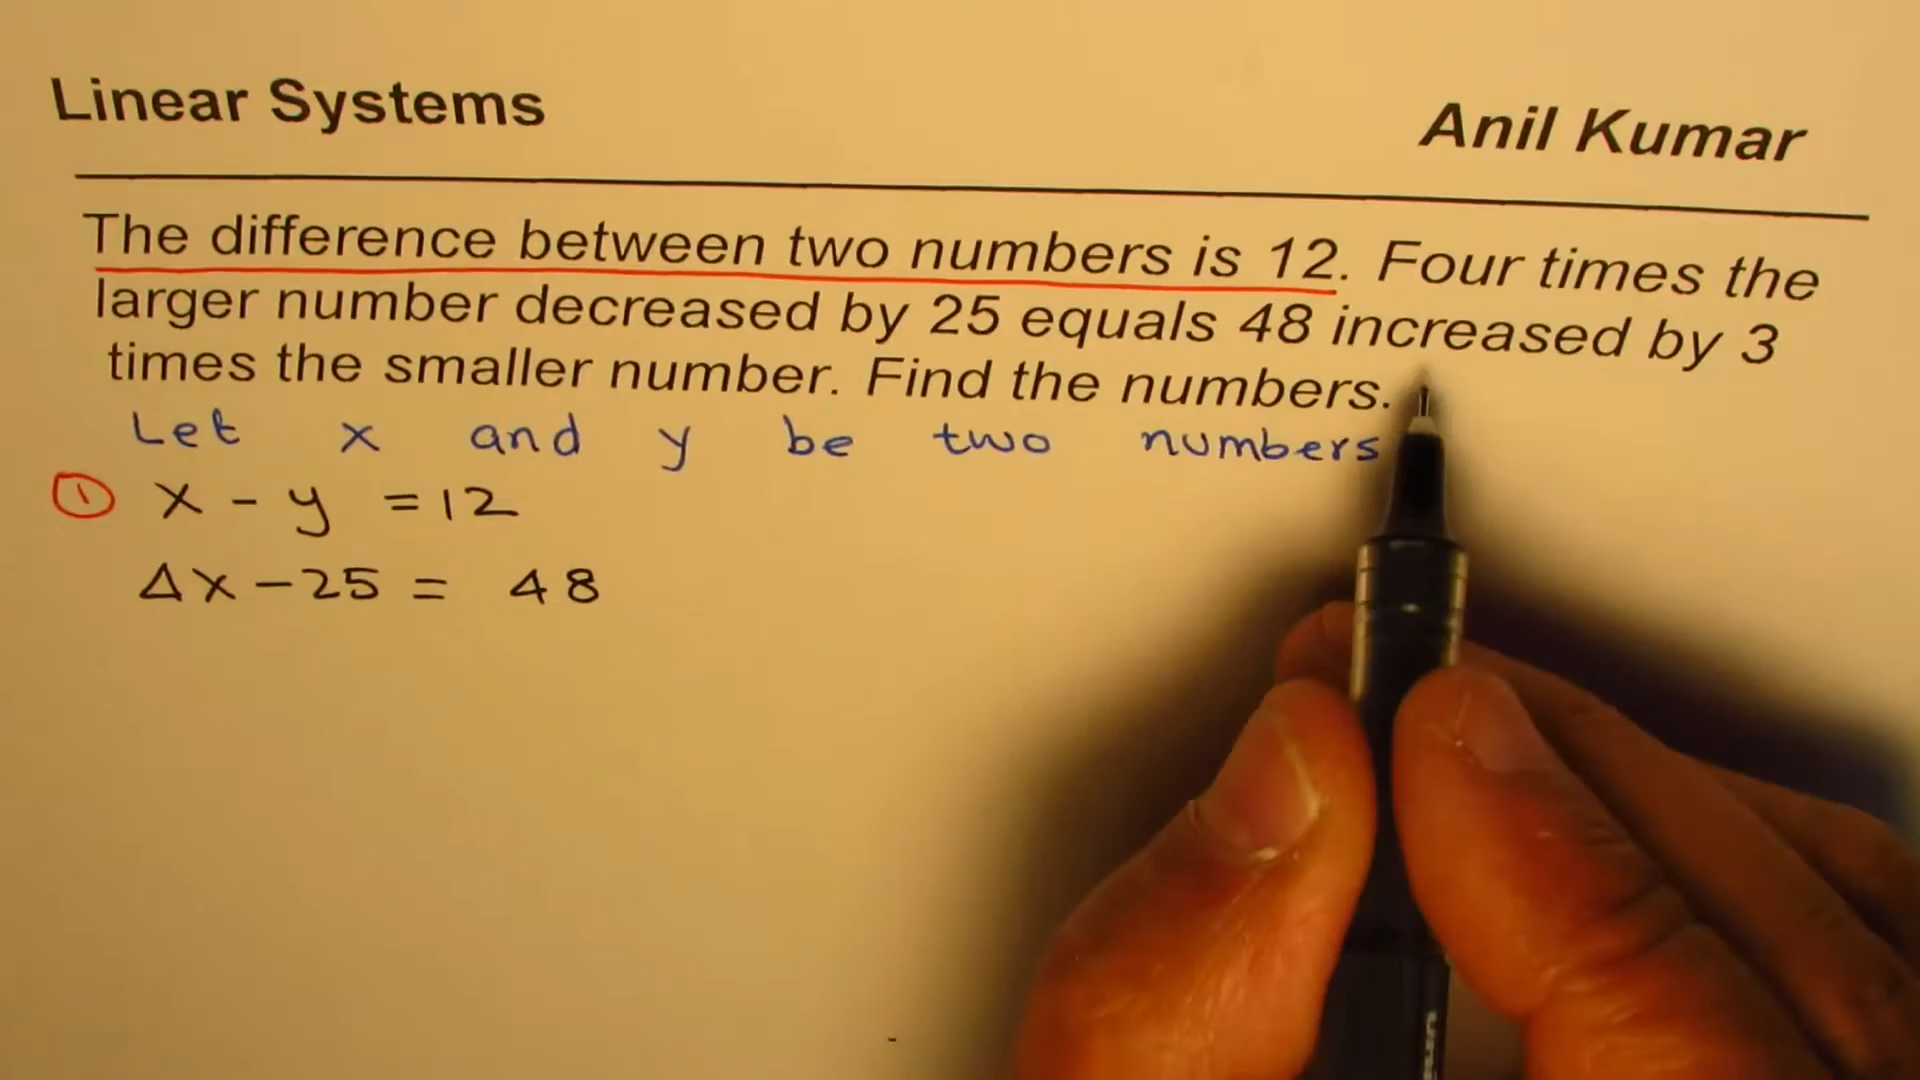 Linear Systems
Anil Kumar
The difference between two numbers is 12. Four times the
larger number decreased by 25 equals 48 increased by 3
times the smaller number. Find the numbers.
Let x and y be two numbers
① x - y = 12
4x - 25 = 48